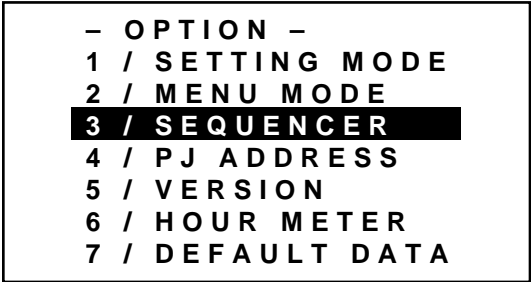 – OPTION –
1 / SETTING MODE
2 / MENU MODE
3 / SEQUENCER
4 / PJ ADDRESS
5 / VERSION
6 / HOUR METER
7 / DEFAULT DATA